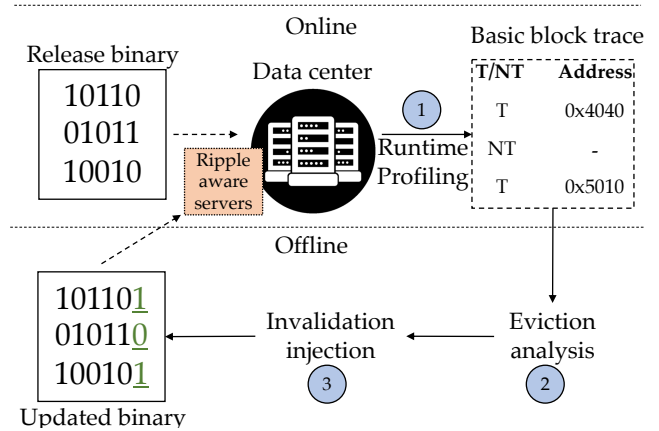 Online
Release binary
10110
01011
10010
Data center
Ripple
aware
servers
1
Runtime
Profiling
Basic block trace
T/NT Address
T 0x4040
NT -
T 0x5010
Offline
101101
010110
100101
Updated binary
Invalidation
injection
3
Eviction
analysis
2